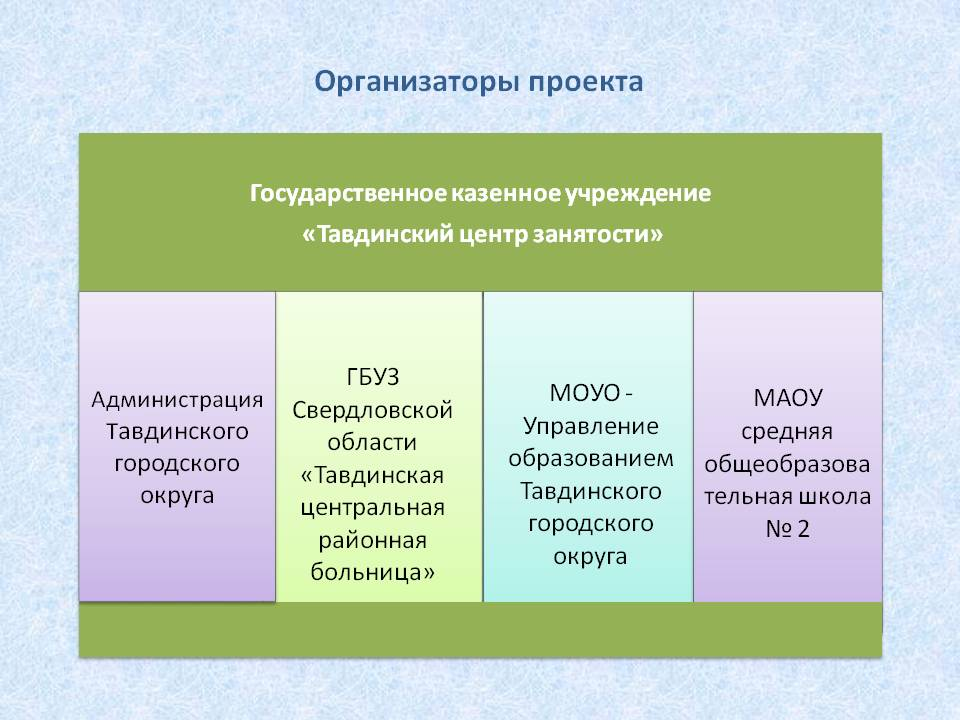 Организаторы проекта
Государственное казенное учреждение
«Тавдинский центр занятости»
Администрация
Тавдинского
городского
округа
ГБУЗ
Свердловской
области
«Тавдинская
центральная
районная
больница»
МОУО -
Управление
образованием
Тавдинского
городского
округа
МАОУ
средняя
общеобразова
тельная школа
№ 2